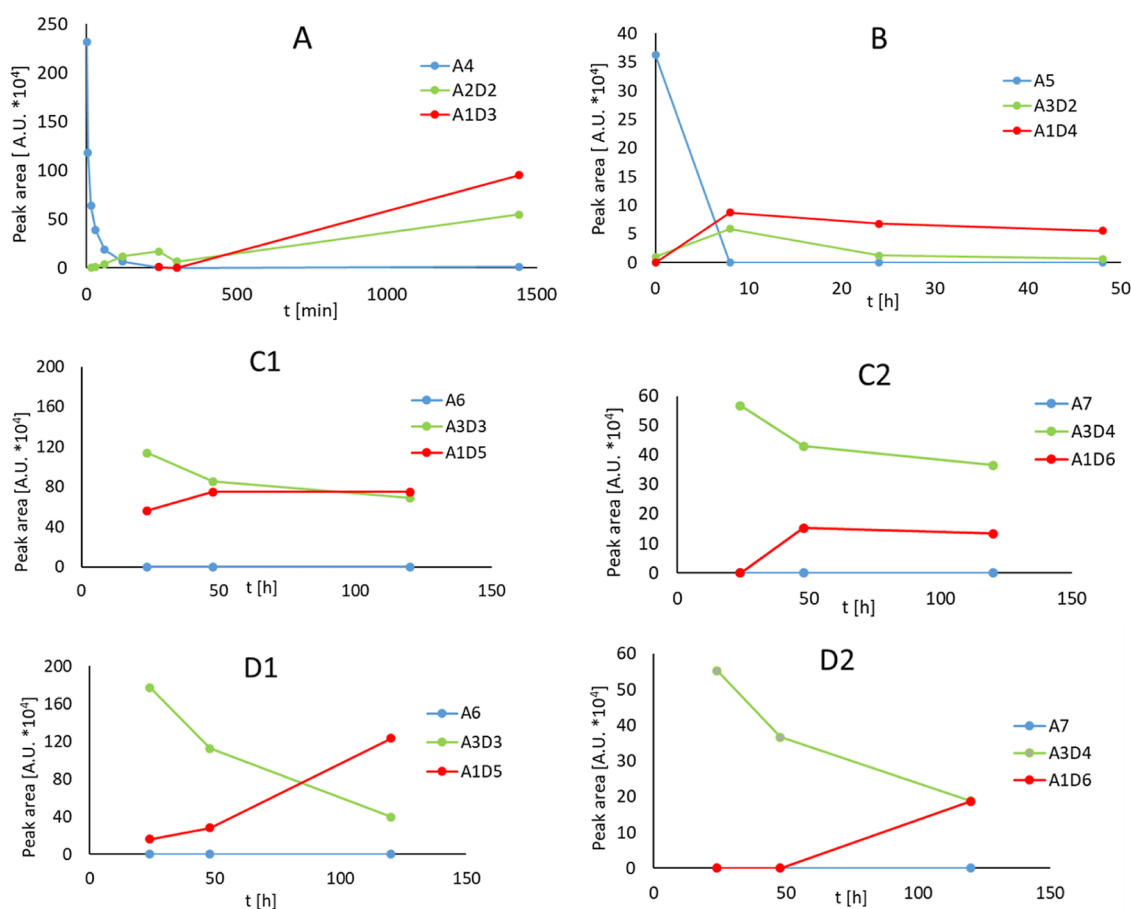 A
Peak area [ A.U. *10⁴]
250
200
150
100
50
0
0
500
1000
1500
t [min]
A4
A2D2
A1D3
B
Peak area [ A.U. *10⁴]
40
35
30
25
20
15
10
5
0
0
10
20
30
40
50
t [h]
A5
A3D2
A1D4
C1
Peak area [A.U. *10⁴]
200
160
120
80
40
0
0
50
100
150
t [h]
A6
A3D3
A1D5
C2
Peak area [A.U. *10⁴]
60
50
40
30
20
10
0
0
50
100
150
t [h]
A7
A3D4
A1D6
D1
Peak area [A.U. *10⁴]
200
160
120
80
40
0
0
50
100
150
t [h]
A6
A3D3
A1D5
D2
Peak area [A.U. *10⁴]
60
50
40
30
20
10
0
0
50
100
150
t [h]
A7
A3D4
A1D6